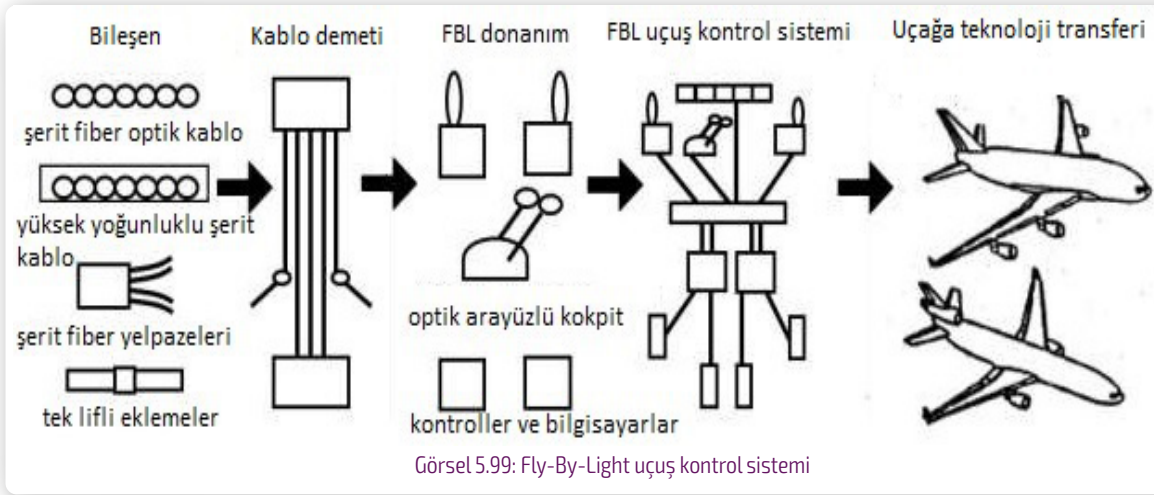 Bileşen
Kablo demeti
FBL donanım
FBL uçuş kontrol sistemi
Uçağa teknoloji transferi
şerit fiber optik kablo
yüksek yoğunluklu şerit
kablo
şerit fiber yelpazeleri
tek lifli eklemeler
optik arayüzlü kokpit
kontroller ve bilgisayarlar
Görsel 5.99: Fly-By-Light uçuş kontrol sistemi